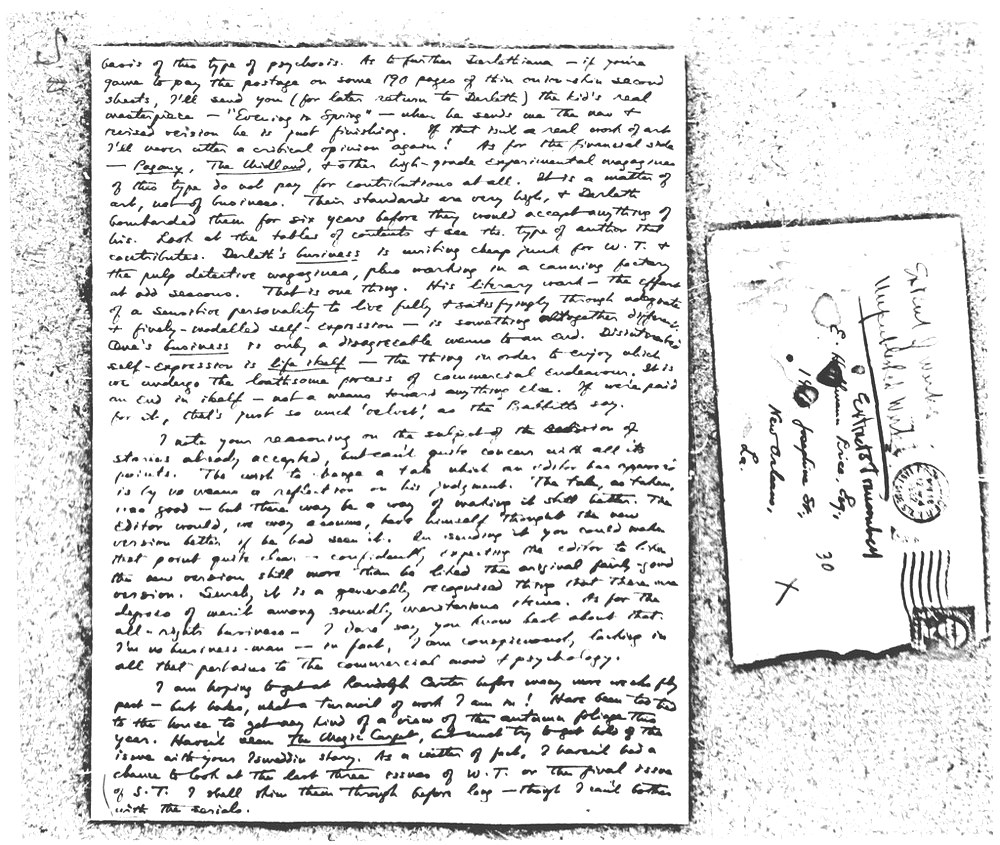 basis of this type of psychosis. As to further Derlethiana — if you're
game to pay the postage on some 190 pages of thin onion-skin second
sheets, I'll send you (for later return to Derleth) the kid's real
masterpiece — "Evening in Spring" — when he sends me the new &
revised version he is just finishing. If that isn't a real work of art
I'll never utter a critical opinion again! As for the financial side
— Pagany, The Midland, & other high-grade experimental magazines
of this type do not pay for contributions at all. It is a matter of
art, not of business. Their standards are very high, & Derleth
bombarded them for six years before they would accept anything of
his. Look at the tables of contents & see the type of author that
contributes. Derleth's business is writing cheap junk for W.T. &
the pulp detective magazines, plus working in a canning factory
at odd seasons. That is one thing. His literary work — the effort
of a sensitive personality to live fully & satisfyingly through adequate
& finely-modelled self-expression — is something altogether different.
One's business is only a disagreeable means to an end. Disinterested
self-expression is life itself — the thing in order to enjoy which
we undergo the loathsome process of commercial endeavour. It is
an end in itself — not a means toward anything else. If we're paid
for it, that's just so much 'velvet', as the Babbitts say.
I note your reasoning on the subject of the revision of
stories already accepted, but can't quite concur with all its
points. The wish to change a tale which an editor has approved
is by no means a reflection on his judgment. The tale, as taken,
was good — but there may be a way of making it still better. The
Editor would, we may assume, have himself thought the new
version better if he had seen it. In sending it you could make
that point quite clear — confidently expecting the editor to like
the new version still more than he liked the original fairly good
version. Surely it is a generally recognised thing that there are
degrees of merit among soundly meritorious items. As for the
all-rights business — I dare say you know best about that.
I'm no business-man — in fact, I am conspicuously lacking in
all that pertains to the commercial mood & psychology.
I am hoping to get at Randolph Carter before many more weeks fly
past — but hades, what a turmoil of work I am in! Have been too tied
to the house to get any kind of a view of the autumn foliage this
year. Haven't seen The Magic Carpet, but must try to get hold of the
issue with your Ismeddin story. As a matter of fact, I haven't had a
chance to look at the last three issues of W.T. or the final issue
of S.T. I shall skim them through before long — though I can't bother
with the serials.
E. Hoffmann Price, Esq.,
Josephine St.,
New Orleans,
La.
30
X